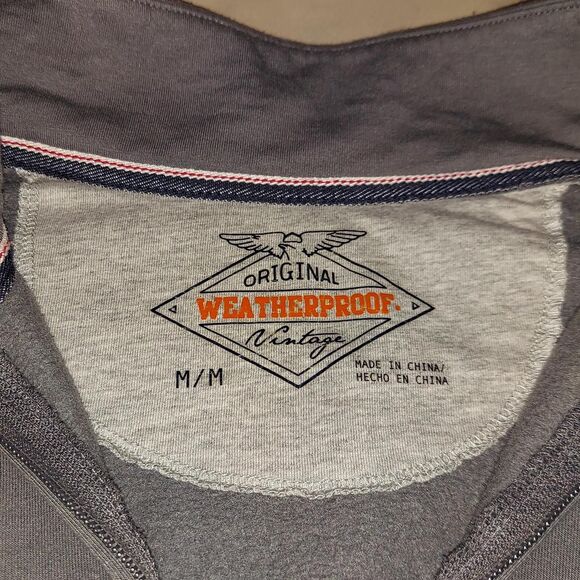 ORIGINAL
WEATHERPROOF.
Vintage
M/M
MADE IN CHINA/
HECHO EN CHINA